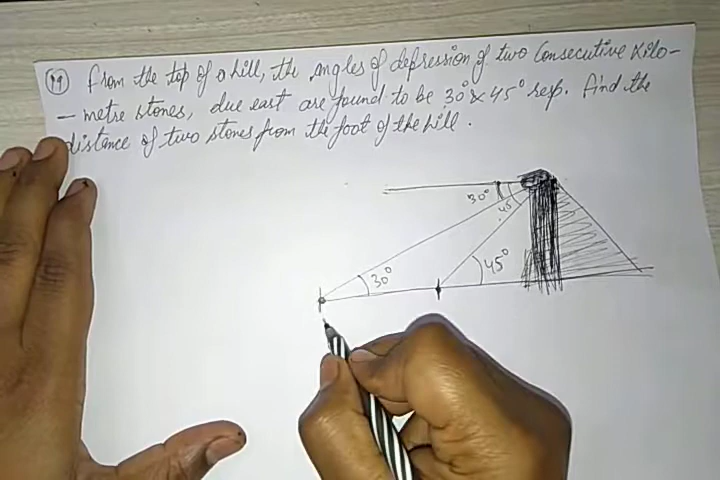 19 from the top of a hill, the angles of depression of two Consecutive Kilo-
- metre stones, due east are found to be 30° & 45° resp. find the
distance of two stones from the foot of the hill.
30°
45
30°
45°